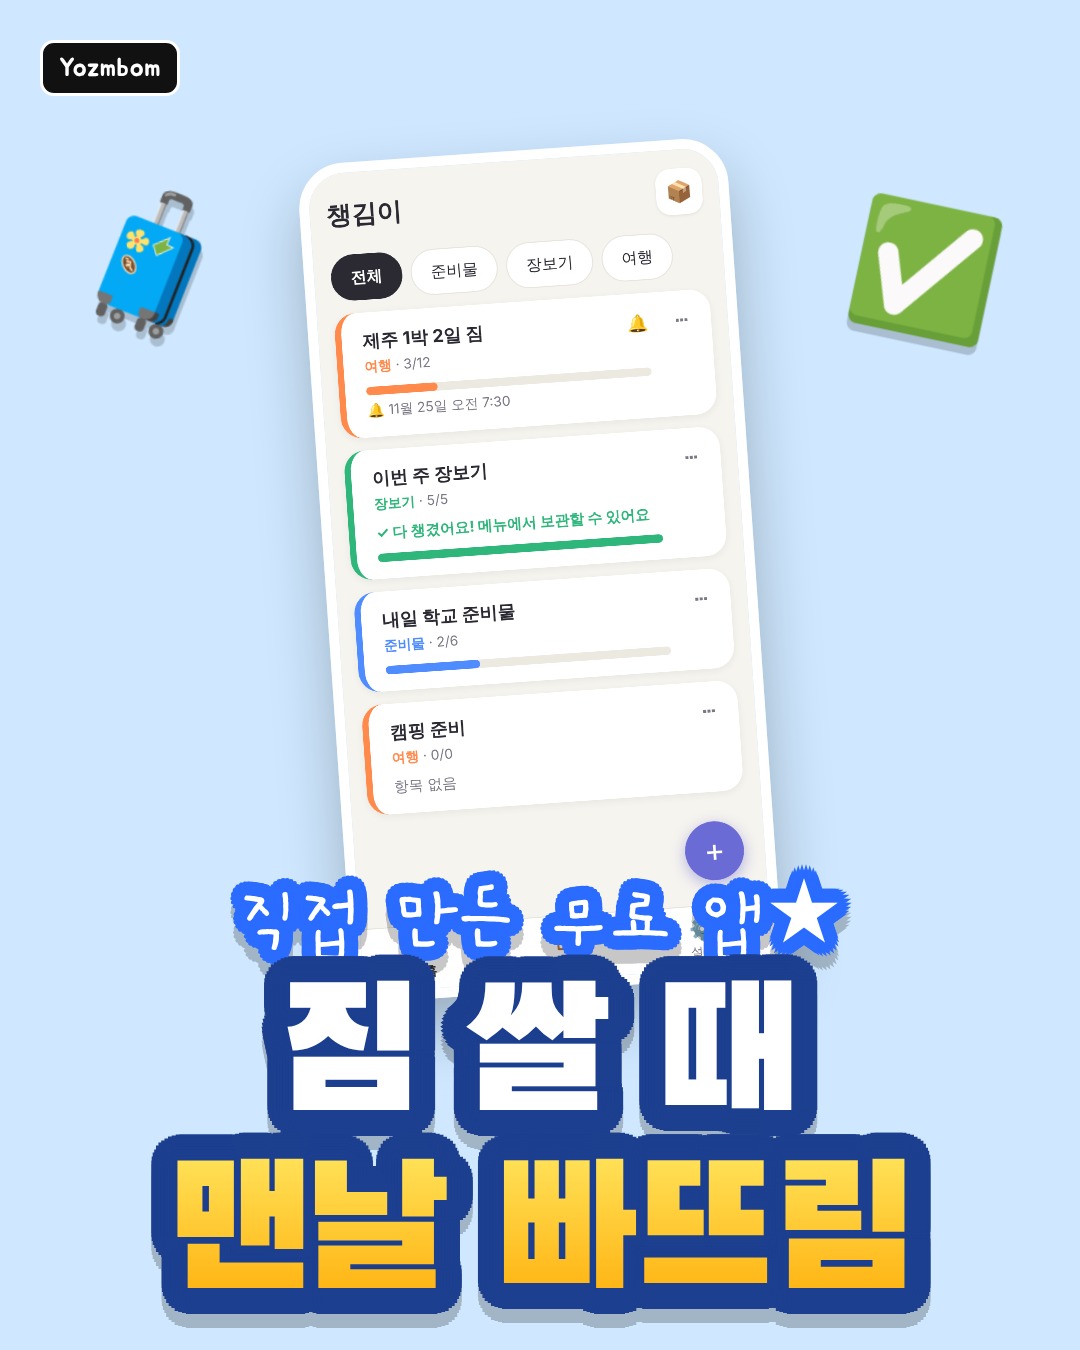 Yozmbom
챙김이
전체 준비물 장보기 여행
제주 1박 2일 짐
여행 · 3/12
11월 25일 오전 7:30
이번 주 장보기
장보기 · 5/5
✓ 다 챙겼어요! 메뉴에서 보관할 수 있어요
내일 학교 준비물
준비물 · 2/6
캠핑 준비
여행 · 0/0
항목 없음
+
직접 만든 무료 앱★
짐 쌀 때
맨날 빠뜨림